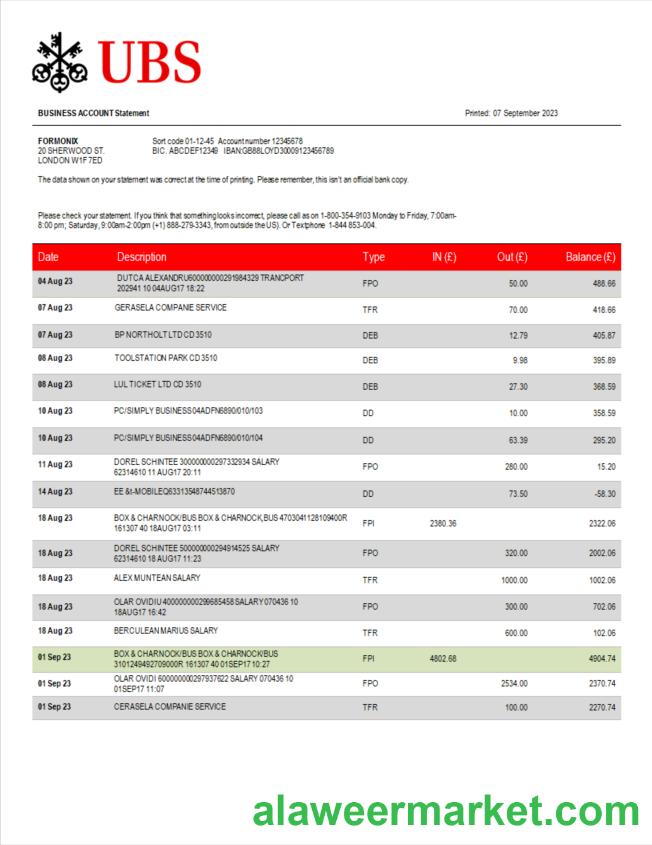 UBS
BUSINESS ACCOUNT Statement Printed: 07 September 2023
FORMONIX Sort code 01-12-45 Account number 12345678
20 SHERWOOD ST. BIC. ABCDEF12349 IBAN:GB88LOYD30009123456789
LONDON W1F 7ED
The data shown on your statement was correct at the time of printing. Please remember, this isn't an official bank copy.
Please check your statement. If you think that something looks incorrect, please call as on 1-800-354-9103 Monday to Friday, 7:00am-
8:00 pm; Saturday, 9:00am-2:00pm (+1) 888-279-3343, from outside the US). Or Textphone 1-844 853-004.
Date Description Type IN (£) Out (£) Balance (£)
04 Aug 23 DUTCA ALEXANDRU600000000291984329 TRANCPORT FPO 50.00 488.66
202941 10 04AUG17 18:22
07 Aug 23 GERASELA COMPANIE SERVICE TFR 70.00 418.66
07 Aug 23 BP NORTHOLT LTD CD 3510 DEB 12.79 405.87
08 Aug 23 TOOLSTATION PARK CD 3510 DEB 9.98 395.89
08 Aug 23 LUL TICKET LTD CD 3510 DEB 27.30 368.59
10 Aug 23 PC/SIMPLY BUSINESS04ADFN6890/010/103 DD 10.00 358.59
10 Aug 23 PC/SIMPLY BUSINESS04ADFN6890/010/104 DD 63.39 295.20
11 Aug 23 DOREL SCHINTEE 300000000297332934 SALARY FPO 280.00 15.20
62314610 11 AUG17 20:11
14 Aug 23 EE &t-MOBILEQ63313548744513870 DD 73.50 -58.30
18 Aug 23 BOX & CHARNOCK/BUS BOX & CHARNOCK,BUS 4703041128109400R FPI 2380.36 2322.06
161307 40 18AUG17 03:11
18 Aug 23 DOREL SCHINTEE 500000000294914525 SALARY FPO 320.00 2002.06
62314610 18 AUG17 11:23
18 Aug 23 ALEX MUNTEAN SALARY TFR 1000.00 1002.06
18 Aug 23 OLAR OVIDIU 400000000299685458 SALARY 070436 10 FPO 300.00 702.06
18AUG17 16:42
18 Aug 23 BERCULEAN MARIUS SALARY TFR 600.00 102.06
01 Sep 23 BOX & CHARNOCK/BUS BOX & CHARNOCK/BUS FPI 4802.68 4904.74
3101249492709000R 161307 40 01SEP17 10:27
01 Sep 23 OLAR OVIDI 600000000297937622 SALARY 070436 10 FPO 2534.00 2370.74
01SEP17 11:07
01 Sep 23 CERASELA COMPANIE SERVICE TFR 100.00 2270.74
alaweermarket.com